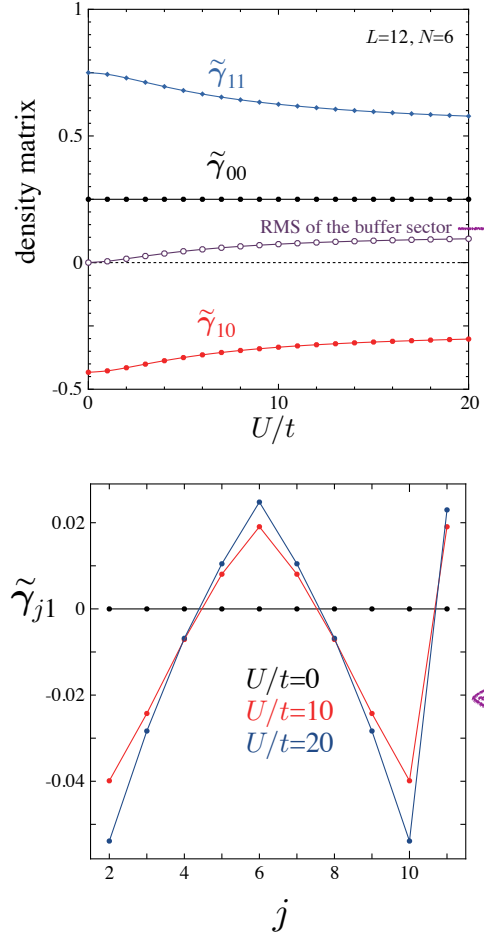 1
L=12, N=6
γ̃11
0.5
γ̃00
density matrix
RMS of the buffer sector
0
γ̃10
-0.5
0 10 20
U/t
0.02
γ̃j1
0
U/t=0
-0.02
U/t=10
U/t=20
-0.04
2 4 6 8 10
j